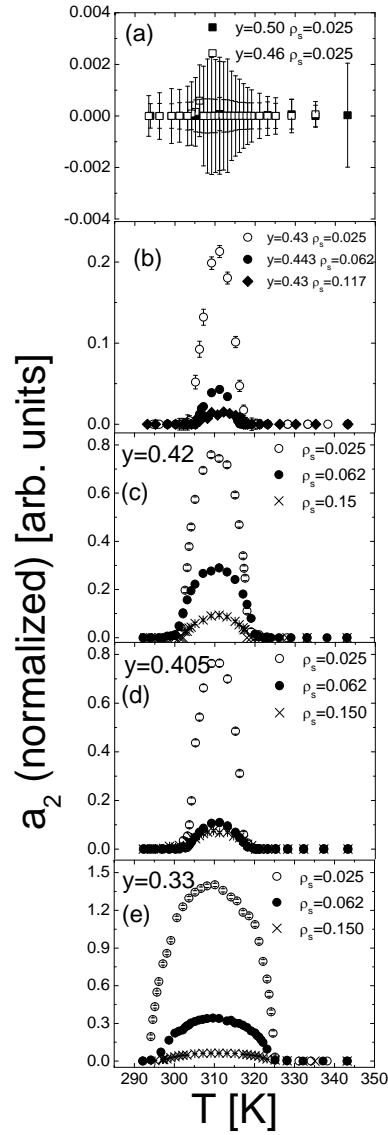 0.004
(a)
■ y=0.50 ρₛ=0.025
□ y=0.46 ρₛ=0.025
0.002
0.000
-0.002
-0.004
(b)
○ y=0.43 ρₛ=0.025
● y=0.443 ρₛ=0.062
◆ y=0.43 ρₛ=0.117
0.2
0.1
0.0
0.8
y=0.42
(c)
○ ρₛ=0.025
● ρₛ=0.062
× ρₛ=0.15
0.6
0.4
0.2
0.0
0.8
y=0.405
(d)
○ ρₛ=0.025
● ρₛ=0.062
× ρₛ=0.150
0.6
0.4
0.2
0.0
1.5
y=0.33
(e)
○ ρₛ=0.025
● ρₛ=0.062
× ρₛ=0.150
1.2
0.9
0.6
0.3
0.0
290 300 310 320 330 340 350
T [K]
a₂ (normalized) [arb. units]